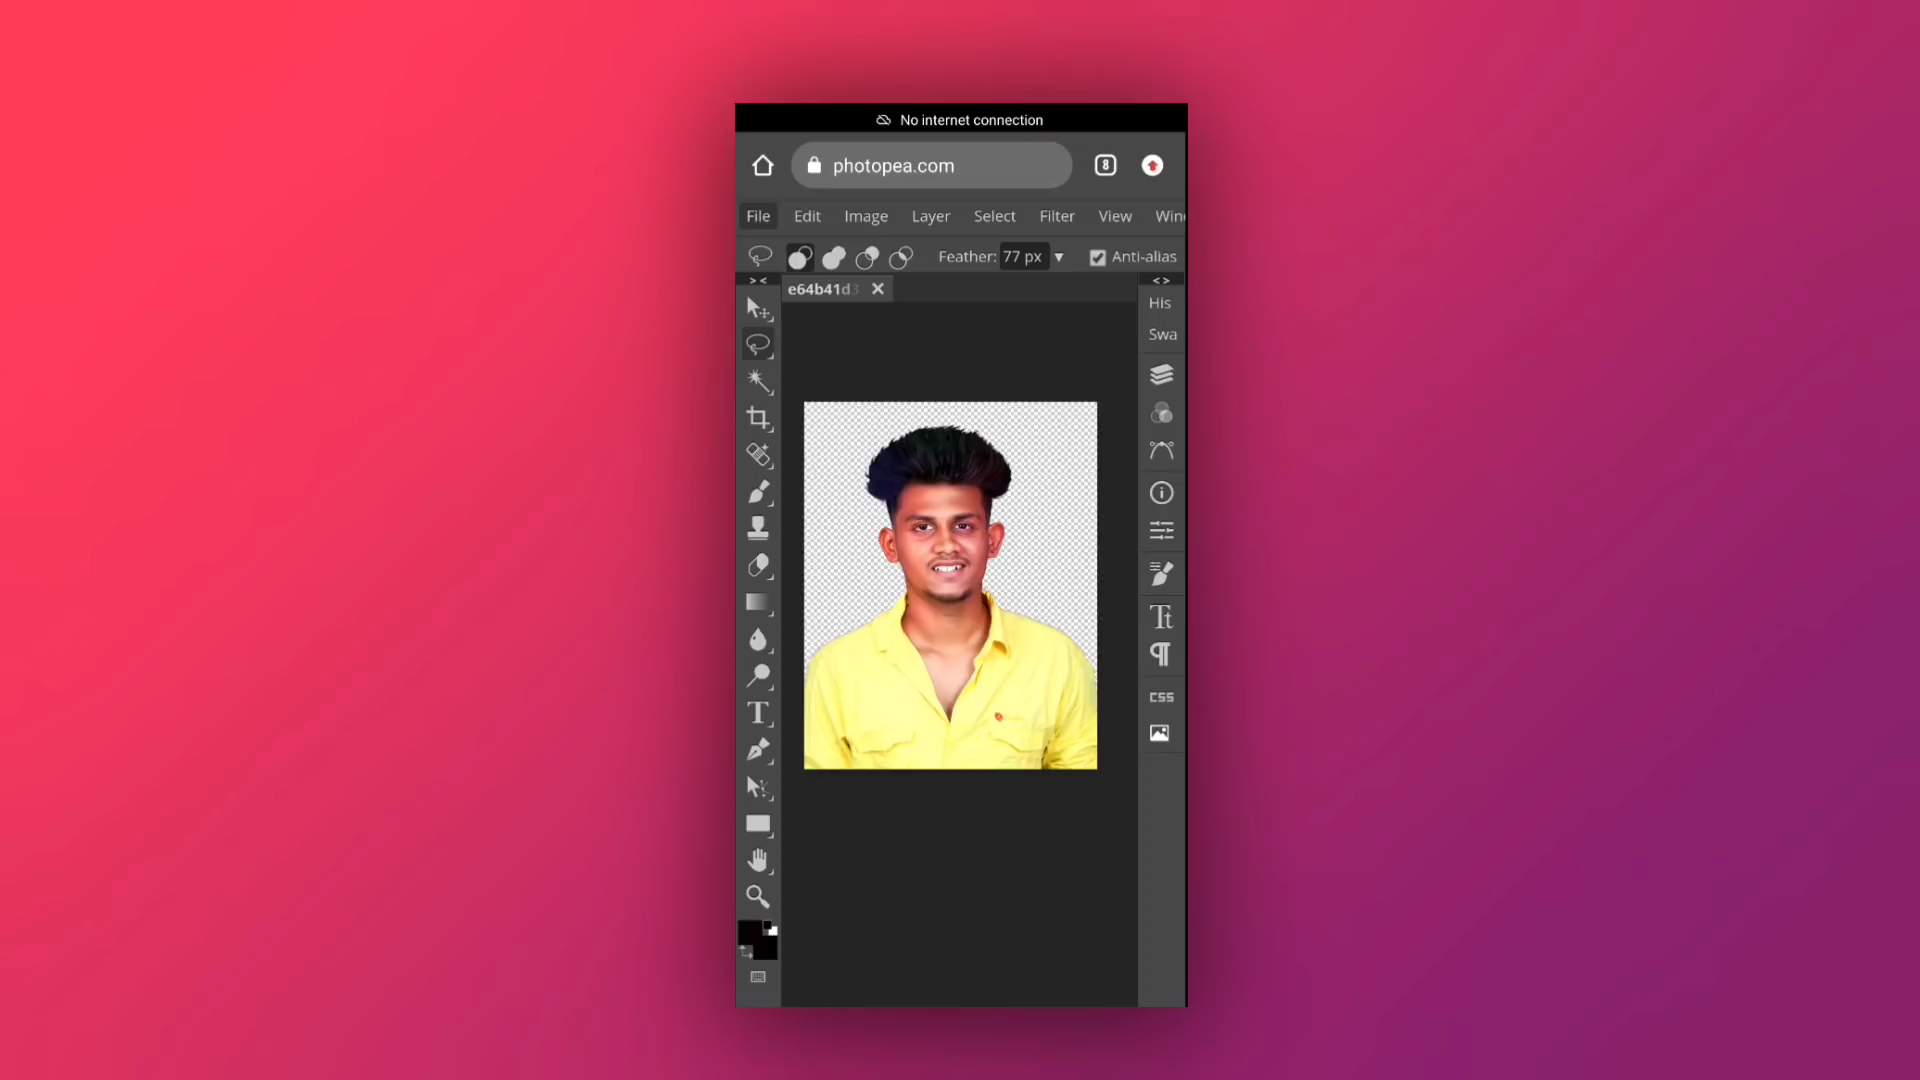 No internet connection
photopea.com 8
File Edit Image Layer Select Filter View Win
Feather: 77 px Anti-alias
> < < >
e64b41d3
His
Swa
CSS